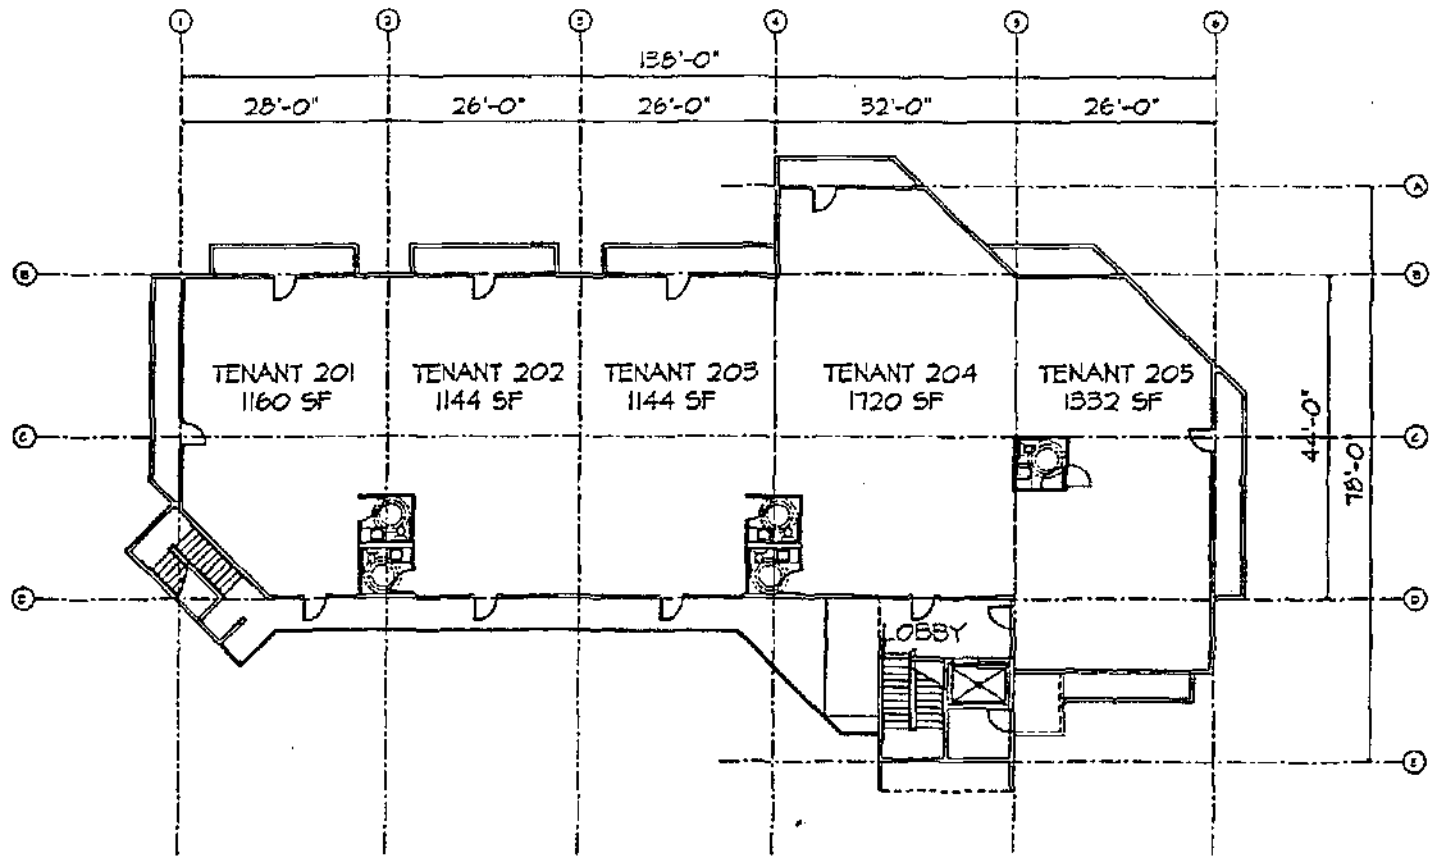 1 2 3 4 5 6
138'-0"
28'-0" 26'-0" 26'-0" 32'-0" 26'-0"
A
B B
TENANT 201 TENANT 202 TENANT 203 TENANT 204 TENANT 205
1160 SF 1144 SF 1144 SF 1720 SF 1332 SF
44'-0"
78'-0"
C C
D
LOBBY
E